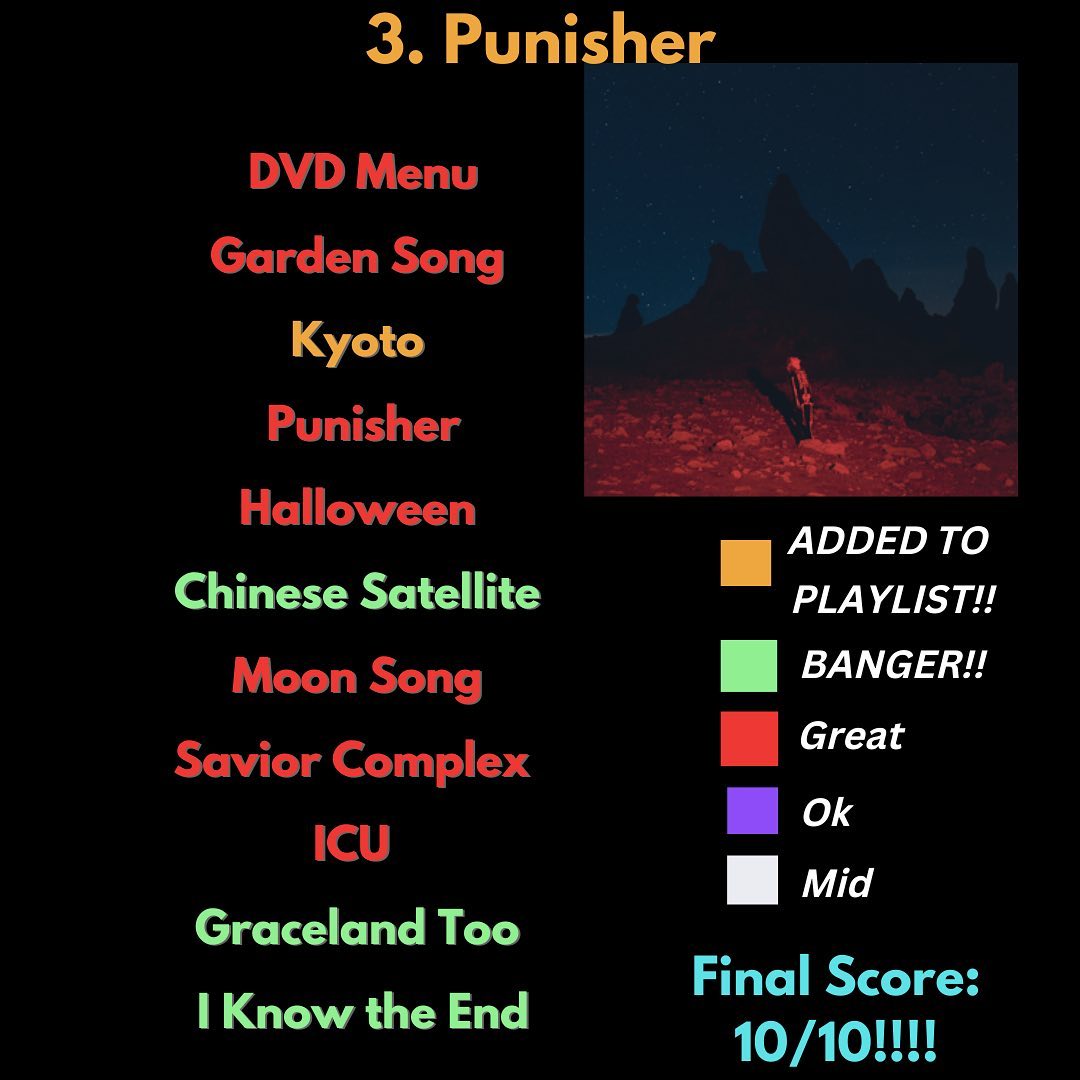 3. Punisher
DVD Menu
Garden Song
Kyoto
Punisher
Halloween
Chinese Satellite
Moon Song
Savior Complex
ICU
Graceland Too
I Know the End
ADDED TO
PLAYLIST!!
BANGER!!
Great
Ok
Mid
Final Score:
10/10!!!!